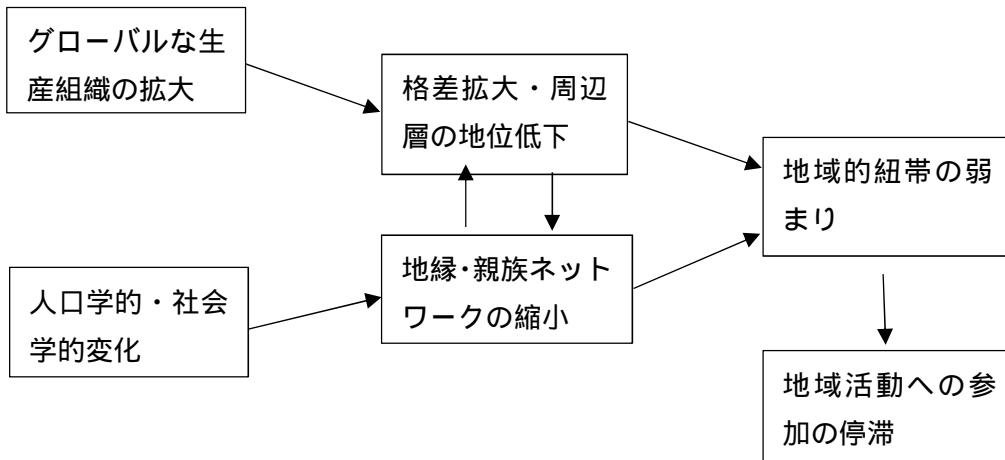 グローバルな生
産組織の拡大
格差拡大・周辺
層の地位低下
地域的紐帯の弱
まり
地縁･親族ネット
ワークの縮小
人口学的・社会
学的変化
地域活動への参
加の停滞